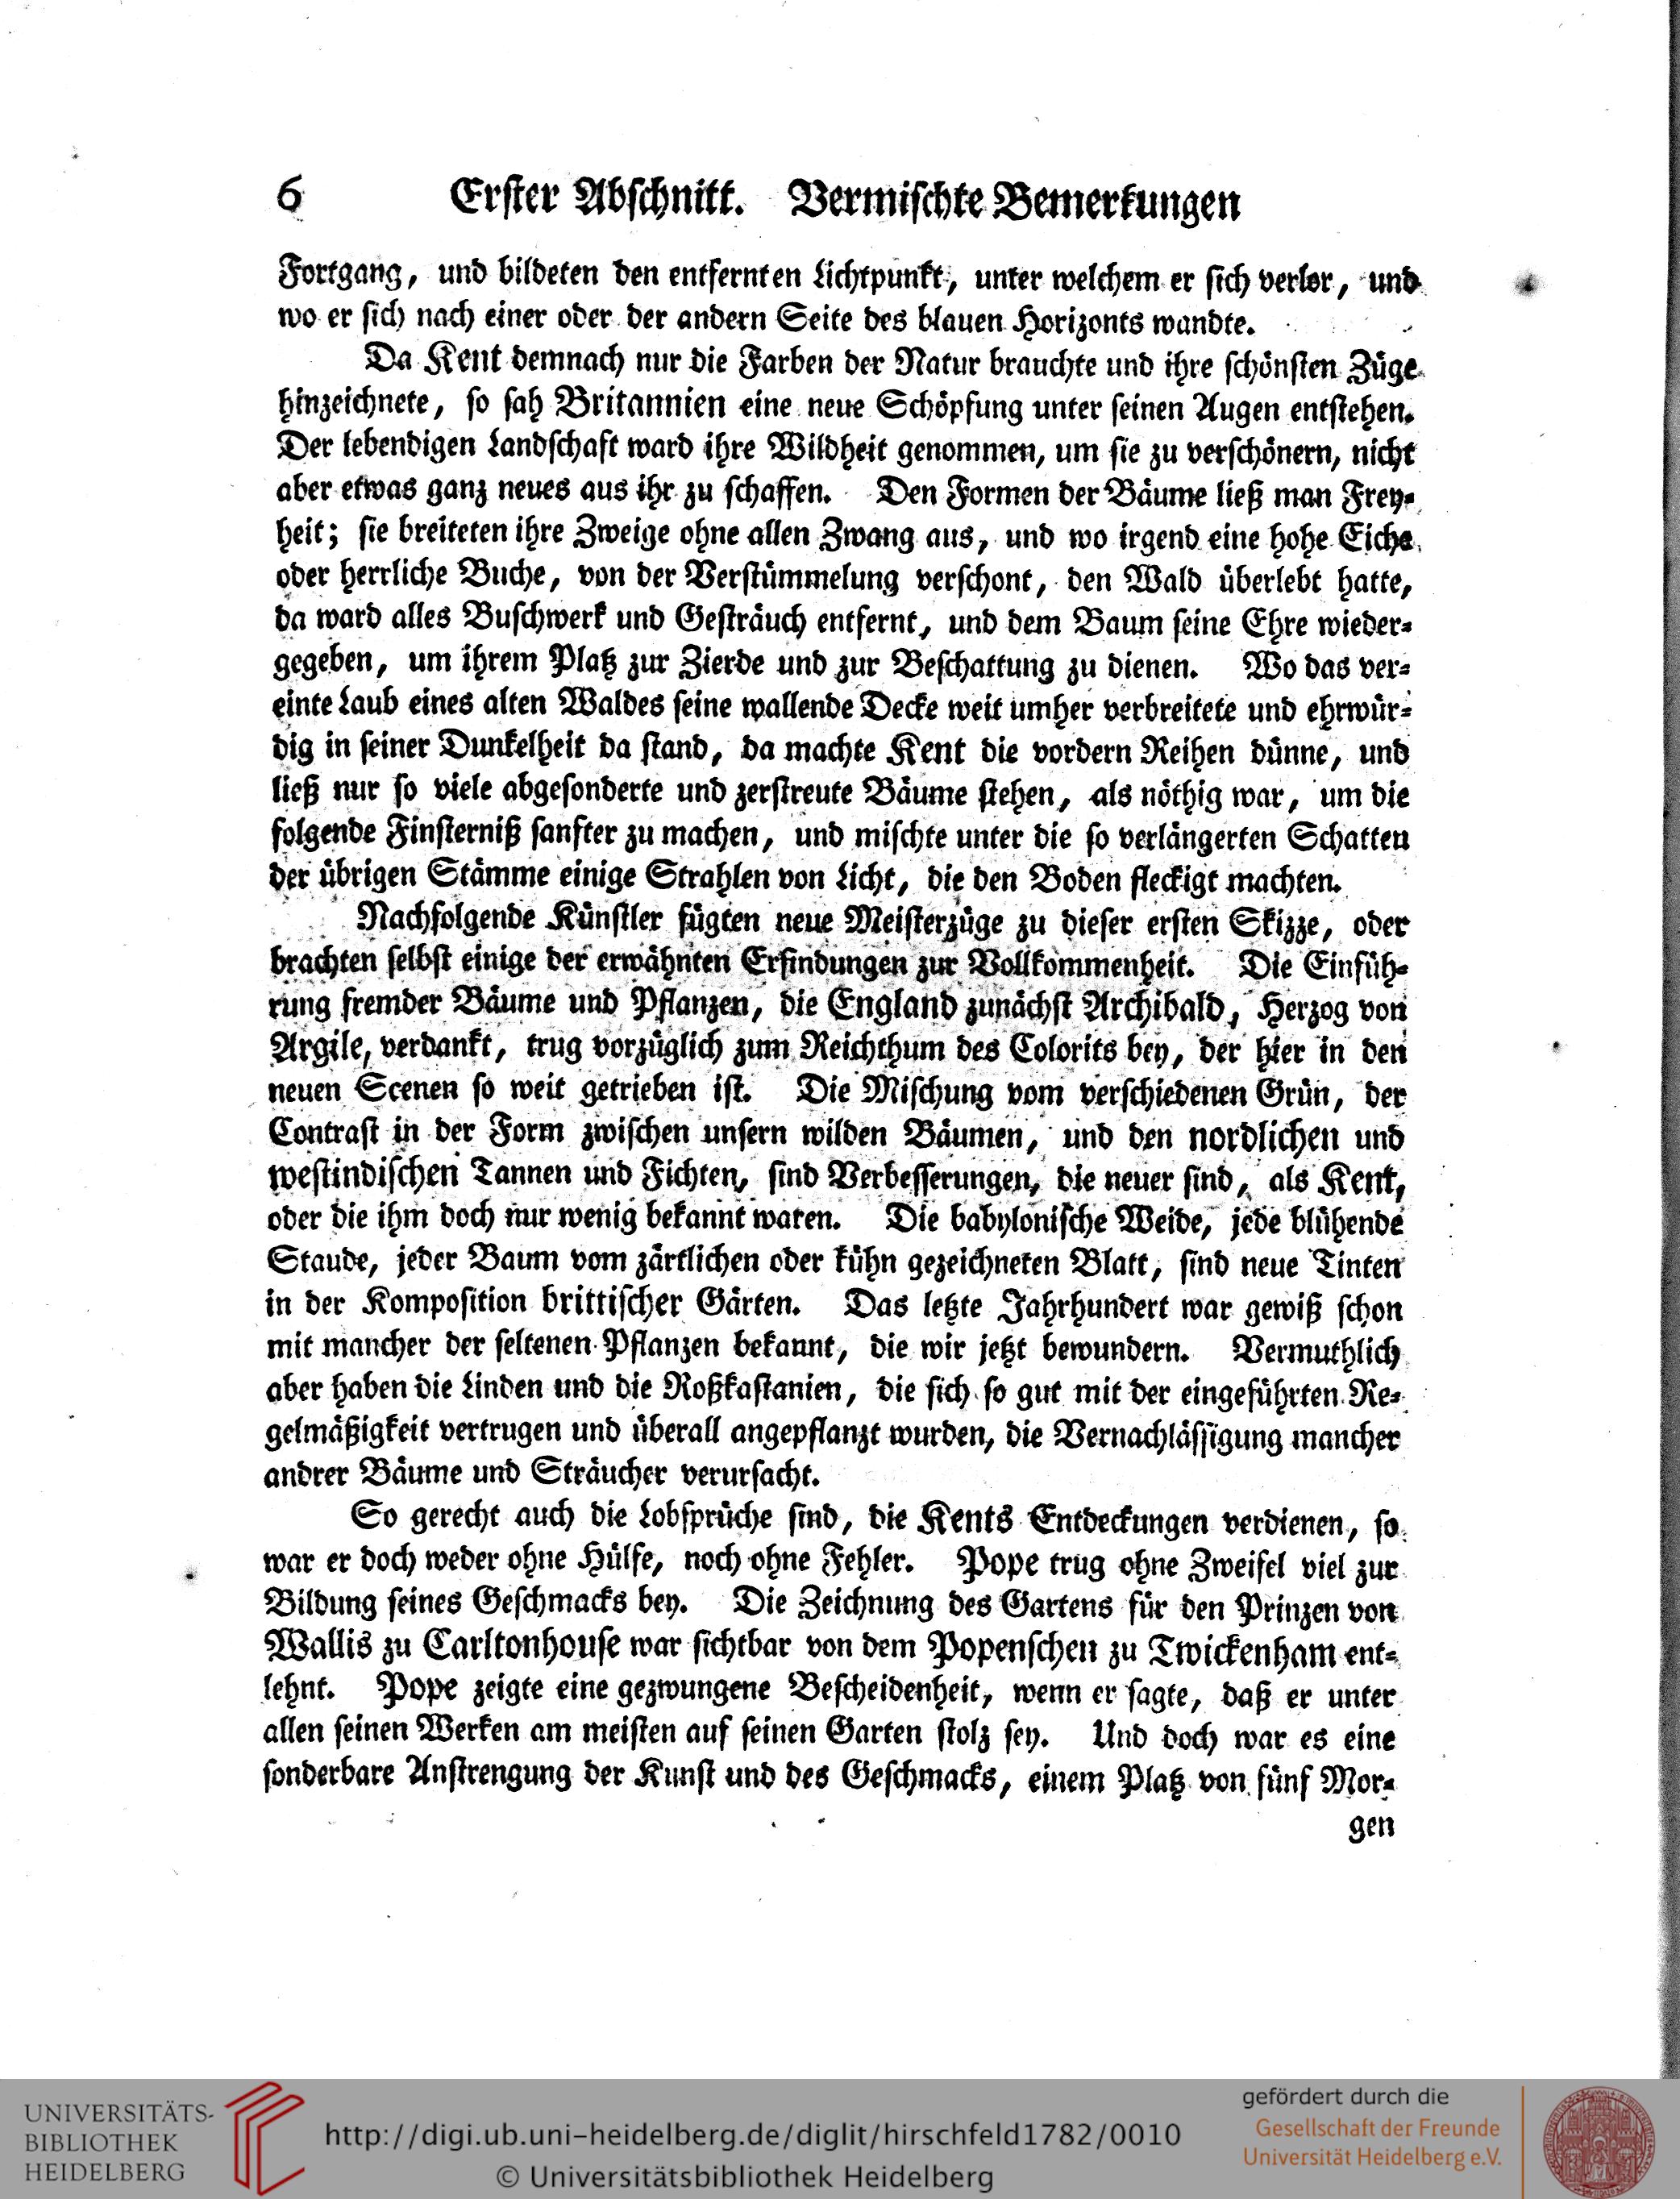 6 Erster Abschnitt. Vermischte Bemerkungen
Fortgang, und bildeten den entfernten Lichtpunkt, unter welchem er sich verlor, und
wo er sich nach einer oder der andern Seite des blauen Horizonts wandte.
Da Kent demnach nur die Farben der Natur brauchte und ihre schönsten Züge
hinzeichnete, so sah Britannien eine neue Schöpfung unter seinen Augen entstehen.
Der lebendigen Landschaft ward ihre Wildheit genommen, um sie zu verschönern, nicht
aber etwas ganz neues aus ihr zu schaffen. Den Formen der Bäume ließ man Frey-
heit; sie breiteten ihre Zweige ohne allen Zwang aus, und wo irgend eine hohe Eiche
oder herrliche Buche, von der Verstümmelung verschont, den Wald überlebt hatte,
da ward alles Buschwerk und Gesträuch entfernt, und dem Baum seine Ehre wieder-
gegeben, um ihrem Platz zur Zierde und zur Beschattung zu dienen. Wo das ver-
einte Laub eines alten Waldes seine wallende Decke weit umher verbreitete und ehrwür-
dig in seiner Dunkelheit da stand, da machte Kent die vordern Reihen dünne, und
ließ nur so viele abgesonderte und zerstreute Bäume stehen, als nöthig war, um die
folgende Finsterniß sanfter zu machen, und mischte unter die so verlängerten Schatten
der übrigen Stämme einige Strahlen von Licht, die den Boden fleckigt machten.
Nachfolgende Künstler fügten neue Meisterzüge zu dieser ersten Skizze, oder
brachten selbst einige der erwähnten Erfindungen zur Vollkommenheit. Die Einfüh-
rung fremder Bäume und Pflanzen, die England zunächst Archibald, Herzog von
Argile, verdankt, trug vorzüglich zum Reichthum des Colorits bey, der hier in den
neuen Scenen so weit getrieben ist. Die Mischung vom verschiedenen Grün, der
Contrast in der Form zwischen unsern wilden Bäumen, und den nordlichen und
westindischen Tannen und Fichten, sind Verbesserungen, die neuer sind, als Kent,
oder die ihm doch nur wenig bekannt waren. Die babylonische Weide, jede blühende
Staude, jeder Baum vom zärtlichen oder kühn gezeichneten Blatt, sind neue Tinten
in der Komposition brittischer Gärten. Das letzte Jahrhundert war gewiß schon
mit mancher der seltenen Pflanzen bekannt, die wir jetzt bewundern. Vermuthlich
aber haben die Linden und die Roßkastanien, die sich so gut mit der eingeführten Re-
gelmäßigkeit vertrugen und überall angepflanzt wurden, die Vernachlässigung mancher
andrer Bäume und Sträucher verursacht.
So gerecht auch die Lobsprüche sind, die Kents Entdeckungen verdienen, so
war er doch weder ohne Hülfe, noch ohne Fehler. Pope trug ohne Zweifel viel zur
Bildung seines Geschmacks bey. Die Zeichnung des Gartens für den Prinzen von
Wallis zu Carltonhouse war sichtbar von dem Popenschen zu Twickenham ent-
lehnt. Pope zeigte eine gezwungene Bescheidenheit, wenn er sagte, daß er unter
allen seinen Werken am meisten auf seinen Garten stolz sey. Und doch war es eine
sonderbare Anstrengung der Kunst und des Geschmacks, einem Platz von fünf Mor-
gen
UNIVERSITÄTS-
BIBLIOTHEK
HEIDELBERG
http://digi.ub.uni-heidelberg.de/diglit/hirschfeld1782/0010
© Universitätsbibliothek Heidelberg
gefördert durch die
Gesellschaft der Freunde
Universität Heidelberg e.V.